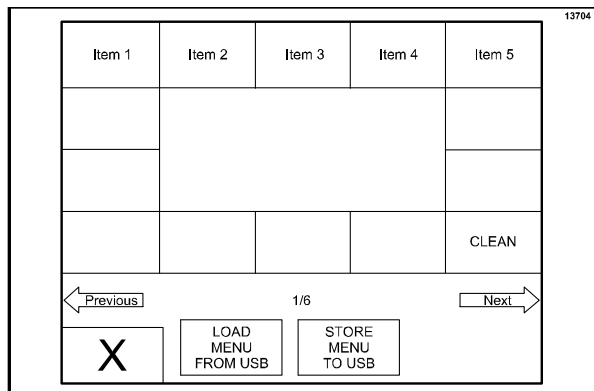 13704
Item 1 Item 2 Item 3 Item 4 Item 5
CLEAN
Previous 1/6 Next
X
LOAD
MENU
FROM USB
STORE
MENU
TO USB